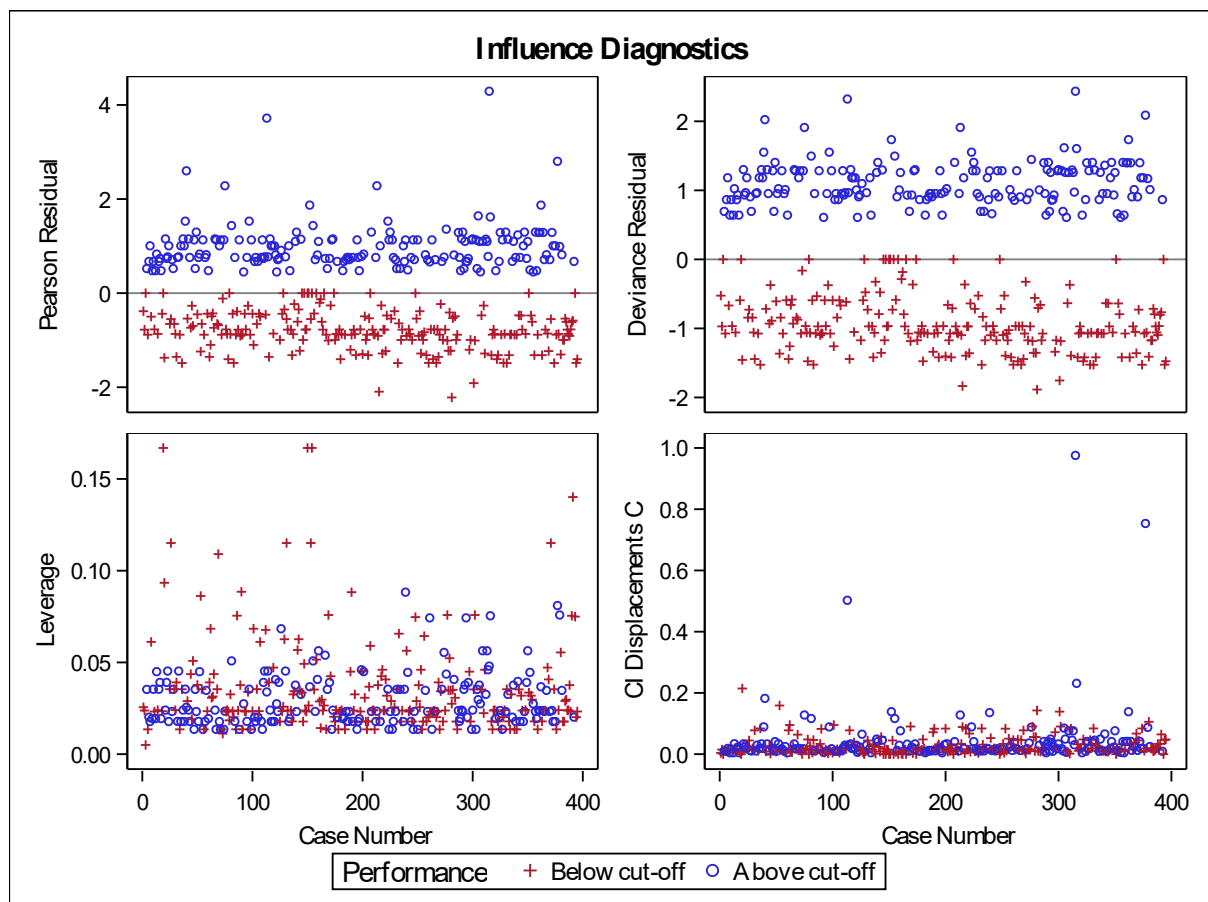 Influence Diagnostics
Pearson Residual
4
2
0
-2
Deviance Residual
2
1
0
-1
-2
Leverage
0.15
0.10
0.05
0.00
0 100 200 300 400
Case Number
CI Displacements C
1.0
0.8
0.6
0.4
0.2
0.0
0 100 200 300 400
Case Number
Performance + Below cut-off ○ Above cut-off